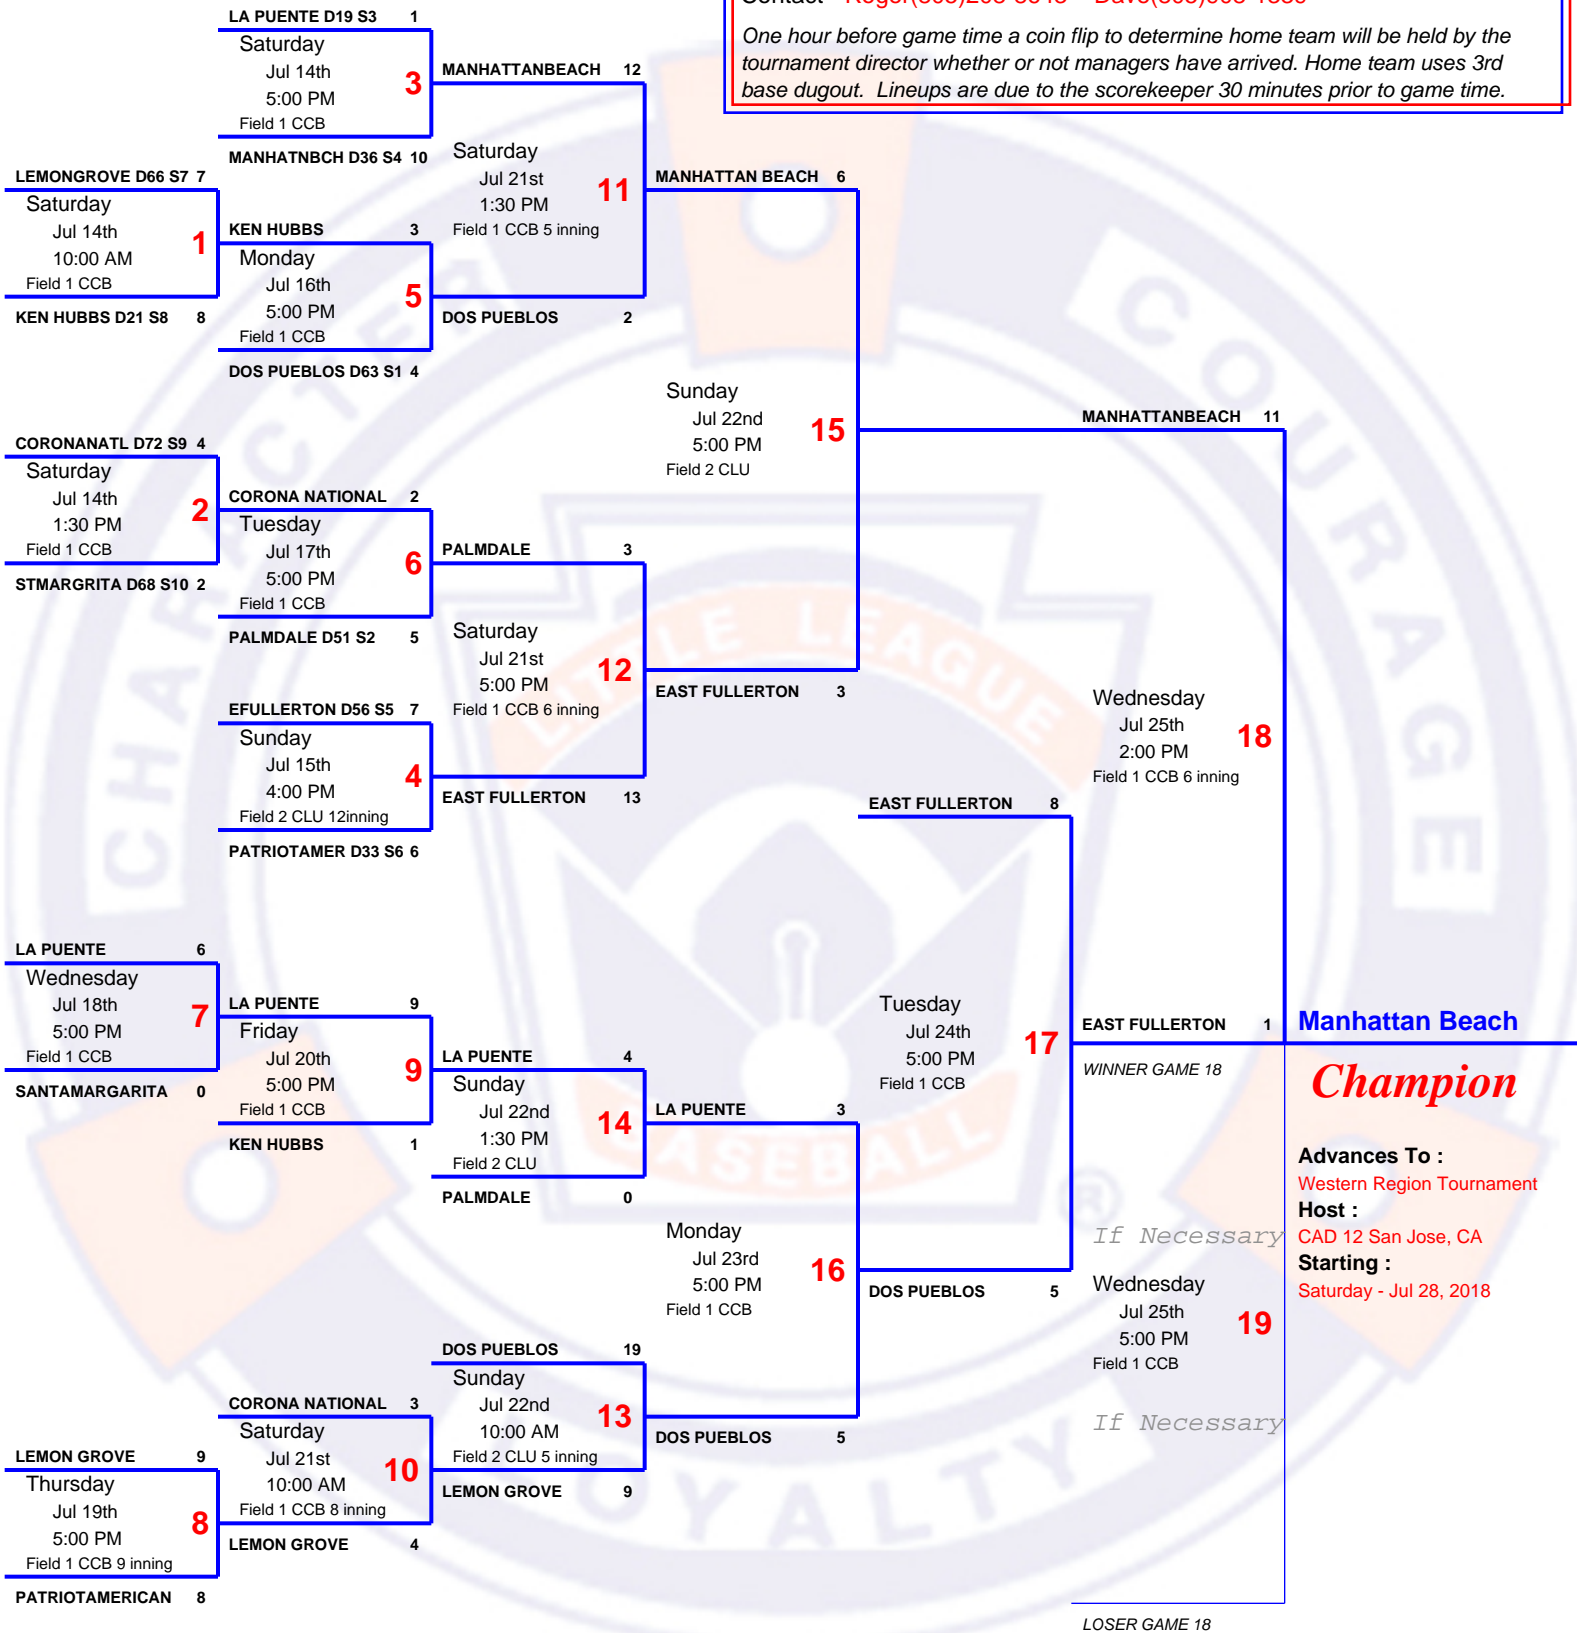 One hour before game time a coin flip to determine home team will be held by the
tournament director whether or not managers have arrived. Home team uses 3rd
base dugout.  Lineups are due to the scorekeeper 30 minutes prior to game time.
LA PUENTE D19 S3 1
Saturday
Jul 14th
5:00 PM
Field 1 CCB
3
MANHATNBCH D36 S4 10
LEMONGROVE D66 S7 7
Saturday
Jul 14th
10:00 AM
Field 1 CCB
1
KEN HUBBS D21 S8 8
KEN HUBBS 3
Monday
Jul 16th
5:00 PM
Field 1 CCB
5
DOS PUEBLOS D63 S1 4
MANHATTANBEACH 12
Saturday
Jul 21st
1:30 PM
Field 1 CCB 5 inning
11
DOS PUEBLOS 2
CORONANATL D72 S9 4
Saturday
Jul 14th
1:30 PM
Field 1 CCB
2
STMARGRITA D68 S10 2
CORONA NATIONAL 2
Tuesday
Jul 17th
5:00 PM
Field 1 CCB
6
PALMDALE D51 S2 5
EFULLERTON D56 S5 7
Sunday
Jul 15th
4:00 PM
Field 2 CLU 12inning
4
PATRIOTAMER D33 S6 6
PALMDALE 3
Saturday
Jul 21st
5:00 PM
Field 1 CCB 6 inning
12
EAST FULLERTON 13
MANHATTAN BEACH 6
Sunday
Jul 22nd
5:00 PM
Field 2 CLU
15
EAST FULLERTON 3
MANHATTANBEACH 11
Wednesday
Jul 25th
2:00 PM
Field 1 CCB 6 inning
18
EAST FULLERTON 1
WINNER GAME 18
LA PUENTE 6
Wednesday
Jul 18th
5:00 PM
Field 1 CCB
7
SANTAMARGARITA 0
LA PUENTE 9
Friday
Jul 20th
5:00 PM
Field 1 CCB
9
KEN HUBBS 1
LA PUENTE 4
Sunday
Jul 22nd
1:30 PM
Field 2 CLU
14
PALMDALE 0
LEMON GROVE 9
Thursday
Jul 19th
5:00 PM
Field 1 CCB 9 inning
8
PATRIOTAMERICAN 8
CORONA NATIONAL 3
Saturday
Jul 21st
10:00 AM
Field 1 CCB 8 inning
10
LEMON GROVE 4
DOS PUEBLOS 19
Sunday
Jul 22nd
10:00 AM
Field 2 CLU 5 inning
13
LEMON GROVE 9
LA PUENTE 3
Monday
Jul 23rd
5:00 PM
Field 1 CCB
16
DOS PUEBLOS 5
EAST FULLERTON 8
Tuesday
Jul 24th
5:00 PM
Field 1 CCB
17
DOS PUEBLOS 5
If Necessary
Wednesday
Jul 25th
5:00 PM
Field 1 CCB
19
If Necessary
LOSER GAME 18
Manhattan Beach
Champion
Advances To :
Western Region Tournament
Host :
CAD 12 San Jose, CA
Starting :
Saturday - Jul 28, 2018
CHARACTER
COURAGE
LOYALTY
LITTLE LEAGUE
BASEBALL
®